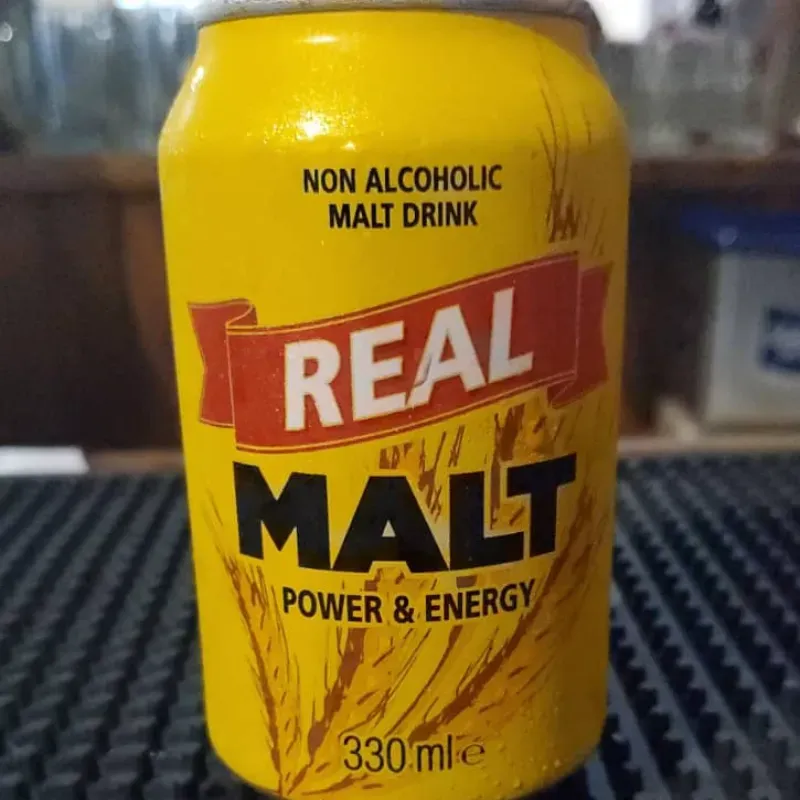 NON ALCOHOLIC
MALT DRINK
REAL
MALT
POWER & ENERGY
330 ml e